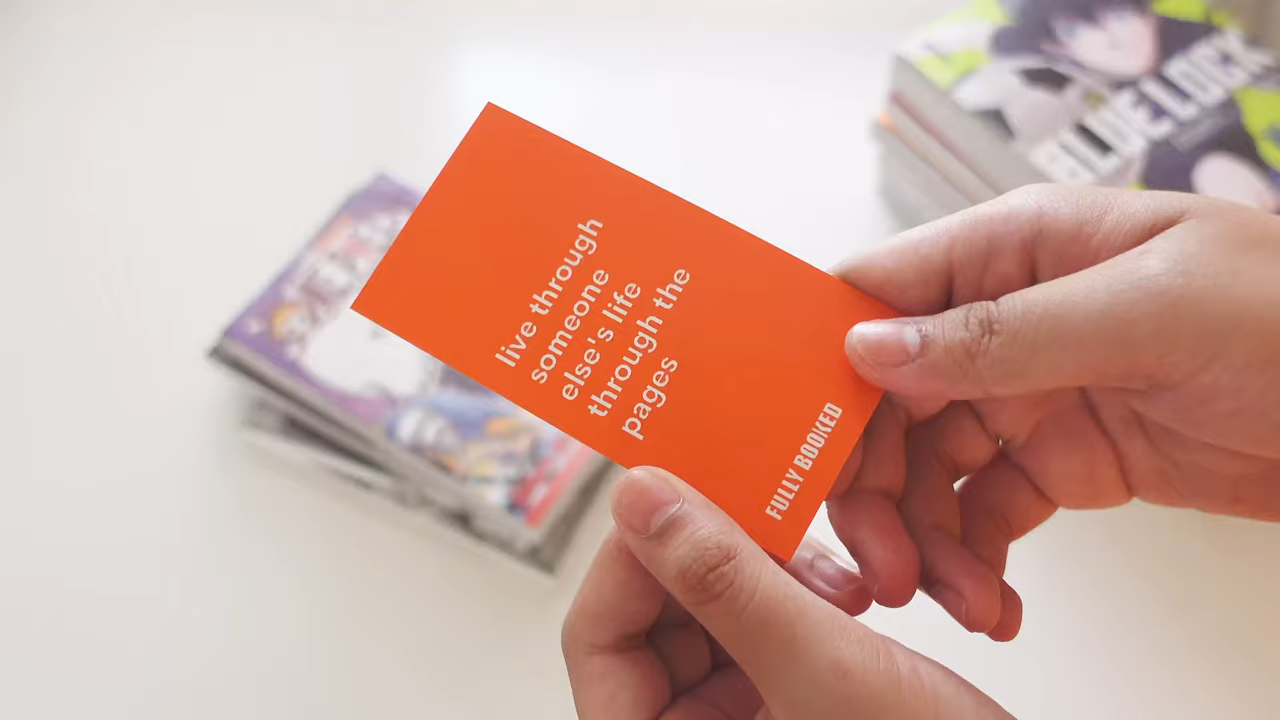 live through
someone
else's life
through the
pages
FULLY BOOKED
BLUE LOCK